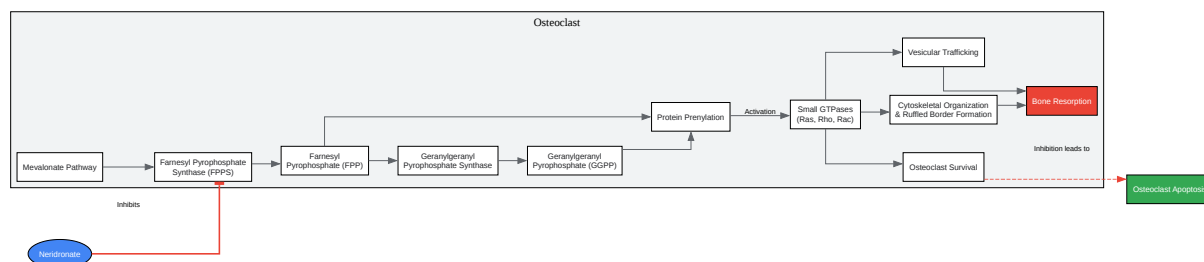 Osteoclast
Vesicular Trafficking
Bone Resorption
Cytoskeletal Organization
& Ruffled Border Formation
Small GTPases
(Ras, Rho, Rac)
Activation
Protein Prenylation
Inhibition leads to
Mevalonate Pathway
Farnesyl Pyrophosphate
Synthase (FPPS)
Farnesyl
Pyrophosphate (FPP)
Geranylgeranyl
Pyrophosphate Synthase
Geranylgeranyl
Pyrophosphate (GGPP)
Osteoclast Survival
Osteoclast Apoptosis
Inhibits
Neridronate